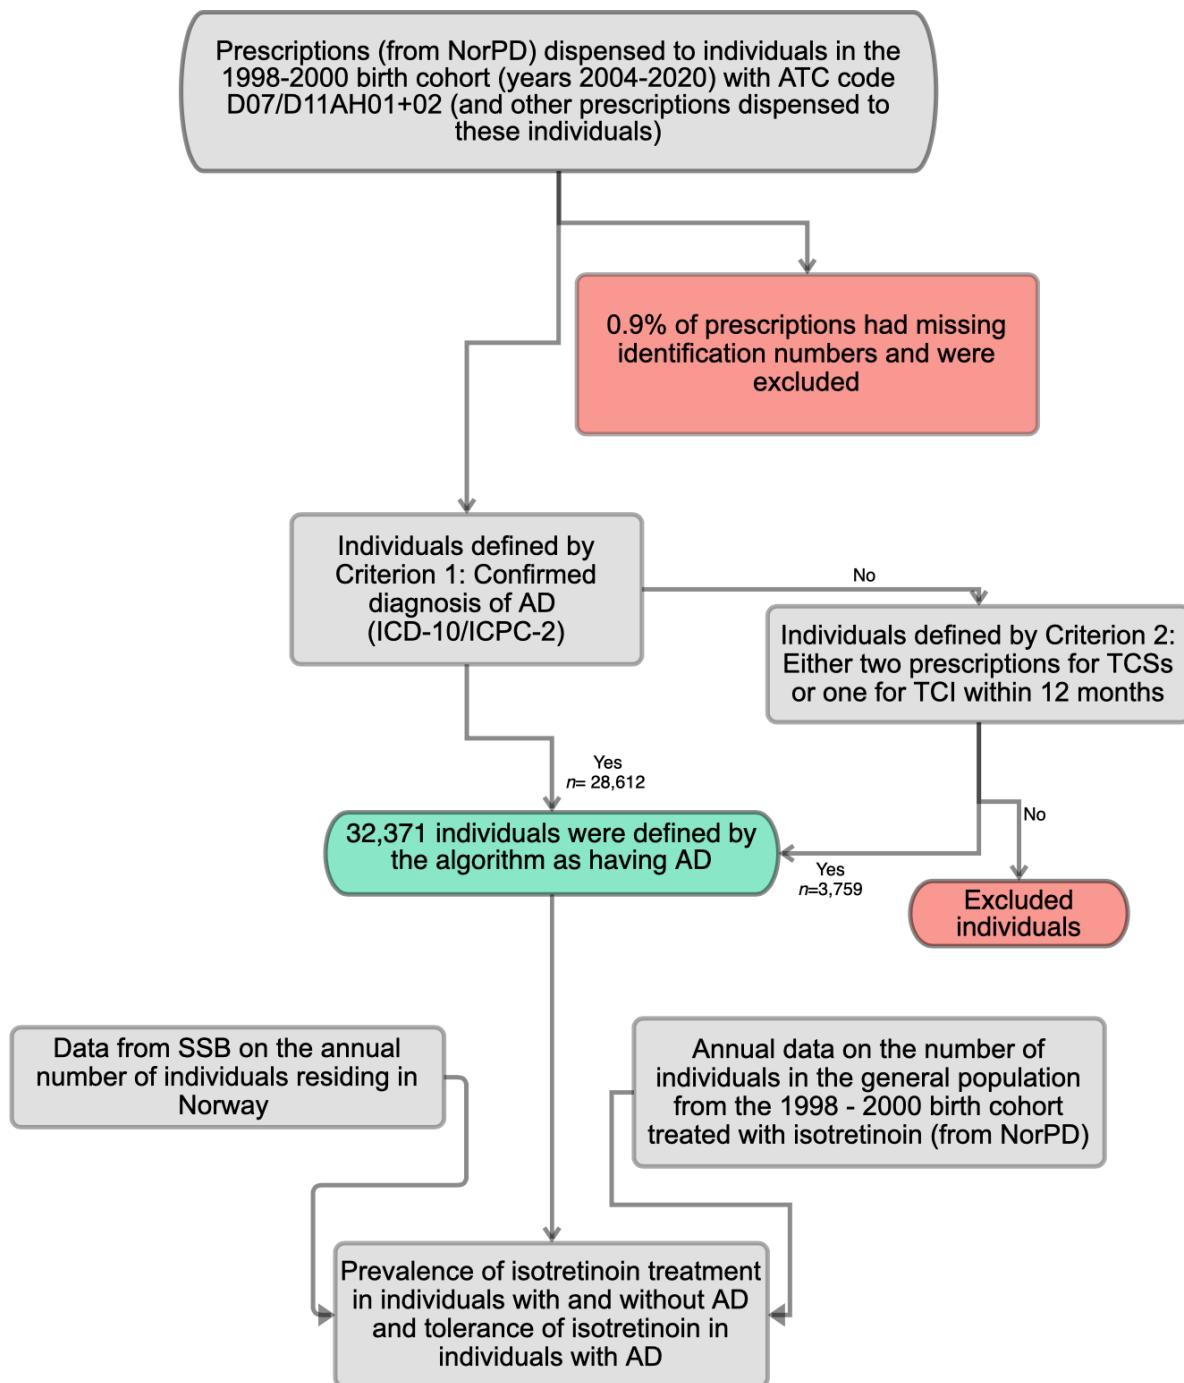 Prescriptions (from NorPD) dispensed to individuals in the
1998-2000 birth cohort (years 2004-2020) with ATC code
D07/D11AH01+02 (and other prescriptions dispensed to
these individuals)
0.9% of prescriptions had missing
identification numbers and were
excluded
Individuals defined by
Criterion 1: Confirmed
diagnosis of AD
(ICD-10/ICPC-2)
No
Individuals defined by Criterion 2:
Either two prescriptions for TCSs
or one for TCI within 12 months
Yes
n= 28,612
No
32,371 individuals were defined by
the algorithm as having AD
Yes
n=3,759
Excluded
individuals
Data from SSB on the annual
number of individuals residing in
Norway
Annual data on the number of
individuals in the general population
from the 1998 - 2000 birth cohort
treated with isotretinoin (from NorPD)
Prevalence of isotretinoin treatment
in individuals with and without AD
and tolerance of isotretinoin in
individuals with AD